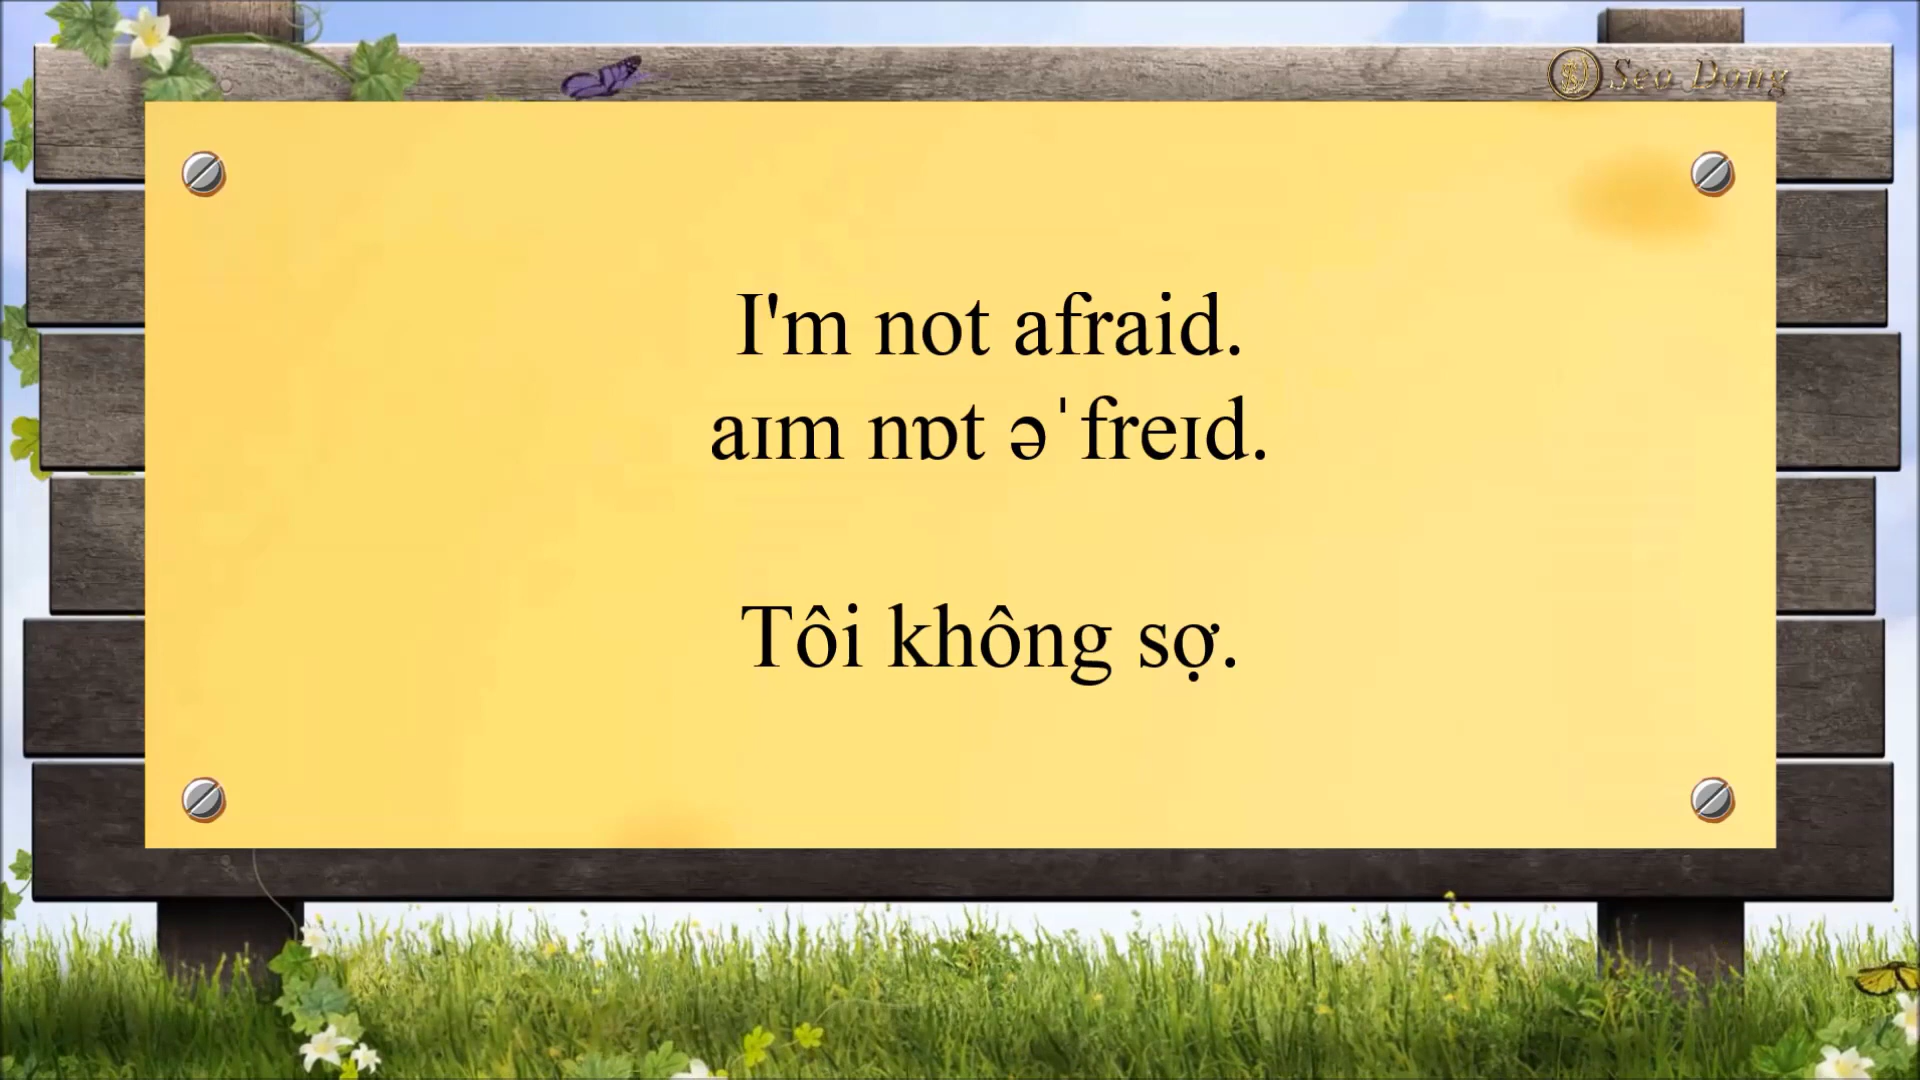 Seo Dong
I'm not afraid.
aɪm nɒt əˈfreɪd.
Tôi không sợ.